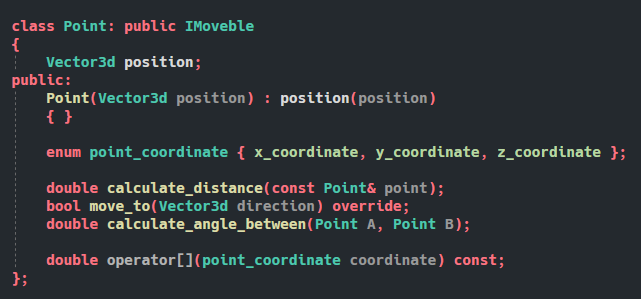 class Point: public IMoveble
{
    Vector3d position;
public:
    Point(Vector3d position) : position(position)
    { }

    enum point_coordinate { x_coordinate, y_coordinate, z_coordinate };

    double calculate_distance(const Point& point);
    bool move_to(Vector3d direction) override;
    double calculate_angle_between(Point A, Point B);

    double operator[](point_coordinate coordinate) const;
};